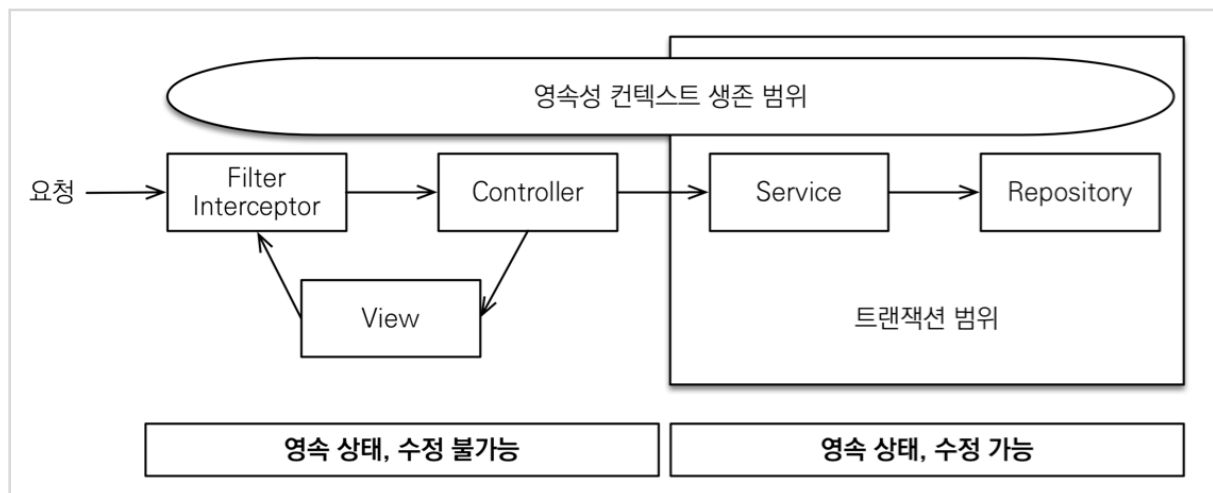 영속성 컨텍스트 생존 범위
요청
Filter
Interceptor
Controller
Service
Repository
View
트랜잭션 범위
영속 상태, 수정 불가능
영속 상태, 수정 가능